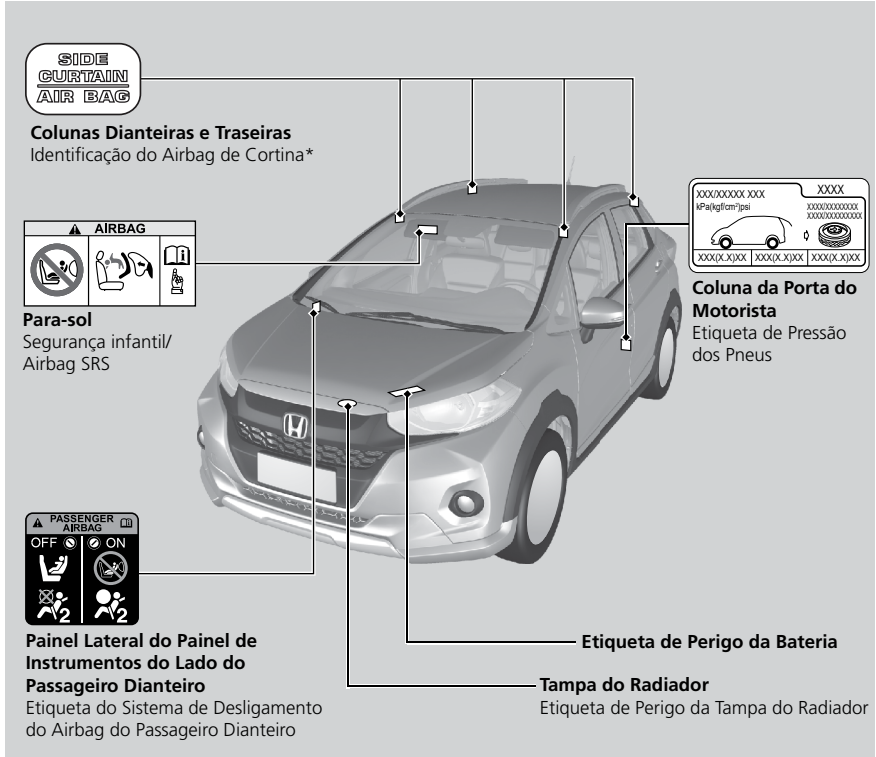 SIDE
CURTAIN
AIR BAG
Colunas Dianteiras e Traseiras
Identificação do Airbag de Cortina*
AIRBAG
Para-sol
Segurança infantil/
Airbag SRS
XXX/XXXXX XXX
XXXX
kPa(kgf/cm²)psi
XXXX/XXXXXXXXX
XXXX/XXXXXXXXX
XXX(X.X)XX XXX(X.X)XX XXX(X.X)XX
Coluna da Porta do
Motorista
Etiqueta de Pressão
dos Pneus
PASSENGER
AIRBAG
OFF ON
2 2
Painel Lateral do Painel de
Instrumentos do Lado do
Passageiro Dianteiro
Etiqueta do Sistema de Desligamento
do Airbag do Passageiro Dianteiro
Etiqueta de Perigo da Bateria
Tampa do Radiador
Etiqueta de Perigo da Tampa do Radiador